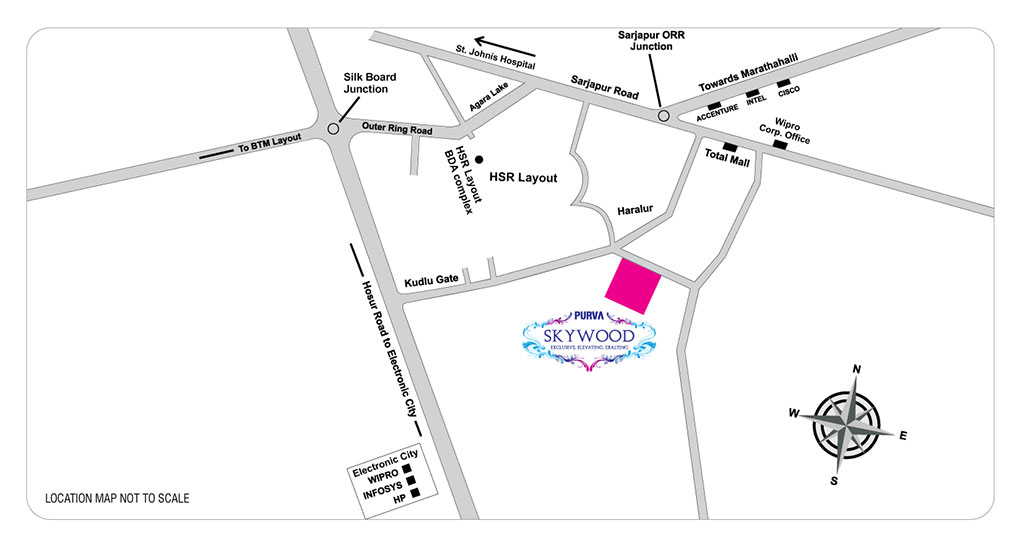 Sarjapur ORR
Junction
St. Johnis Hospital
Sarjapur Road
Towards Marathahalli
ACCENTURE
INTEL
CISCO
Silk Board
Junction
Agara Lake
Outer Ring Road
To BTM Layout
Wipro
Corp. Office
Total Mall
HSR Layout
BDA complex
HSR Layout
Haralur
Kudlu Gate
Hosur Road to Electronic City
PURVA
SKYWOOD
EXCLUSIVE, ELEVATING, EXALTING
N
W
E
S
Electronic City
WIPRO
INFOSYS
HP
LOCATION MAP NOT TO SCALE